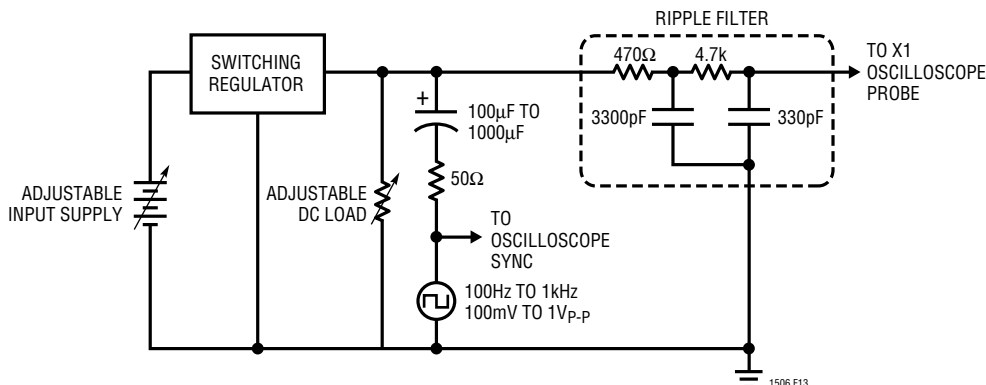 RIPPLE FILTER
SWITCHING
REGULATOR
470Ω
4.7k
TO X1
OSCILLOSCOPE
PROBE
+
100µF TO
1000µF
3300pF
330pF
ADJUSTABLE
INPUT SUPPLY
ADJUSTABLE
DC LOAD
50Ω
TO
OSCILLOSCOPE
SYNC
100Hz TO 1kHz
100mV TO 1VP-P
1506 F13